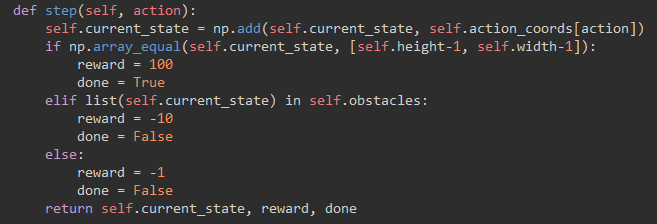 def step(self, action):
    self.current_state = np.add(self.current_state, self.action_coords[action])
    if np.array_equal(self.current_state, [self.height-1, self.width-1]):
        reward = 100
        done = True
    elif list(self.current_state) in self.obstacles:
        reward = -10
        done = False
    else:
        reward = -1
        done = False
    return self.current_state, reward, done